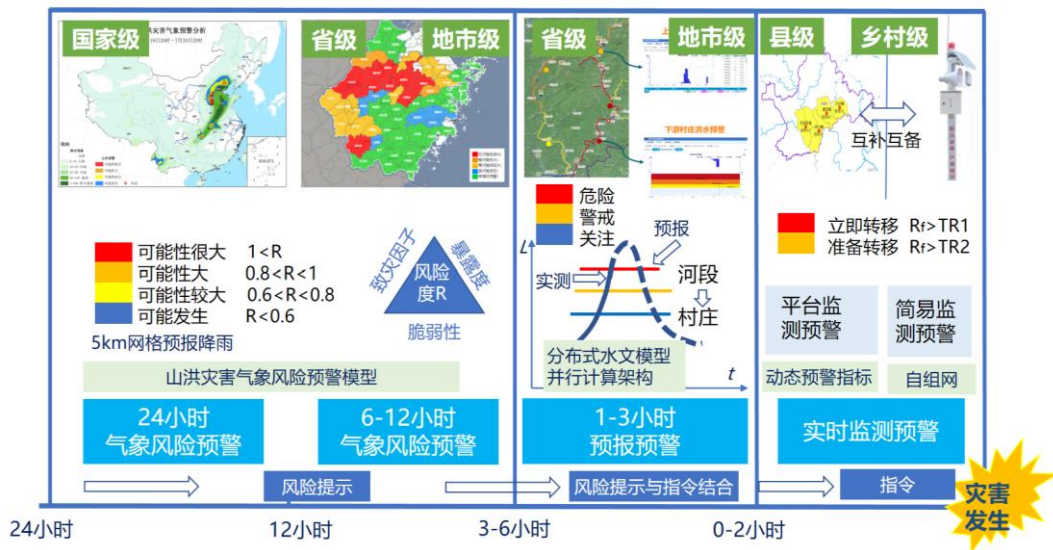 国家级
省级
地市级
省级
地市级
县级
乡村级
下游村庄洪水预警
互补互备
可能性很大 1<R
可能性大 0.8<R<1
可能性较大 0.6<R<0.8
可能发生 R<0.6
5km网格预报降雨
致灾因子
暴露度
风险
度R
脆弱性
山洪灾害气象风险预警模型
危险
警戒
关注
L
预报
实测
河段
村庄
分布式水文模型
并行计算架构
t
立即转移 Rf>TR1
准备转移 Rf>TR2
平台监
测预警
简易监
测预警
动态预警指标
自组网
24小时
气象风险预警
6-12小时
气象风险预警
1-3小时
预报预警
实时监测预警
风险提示
风险提示与指令结合
指令
灾害
发生
24小时
12小时
3-6小时
0-2小时